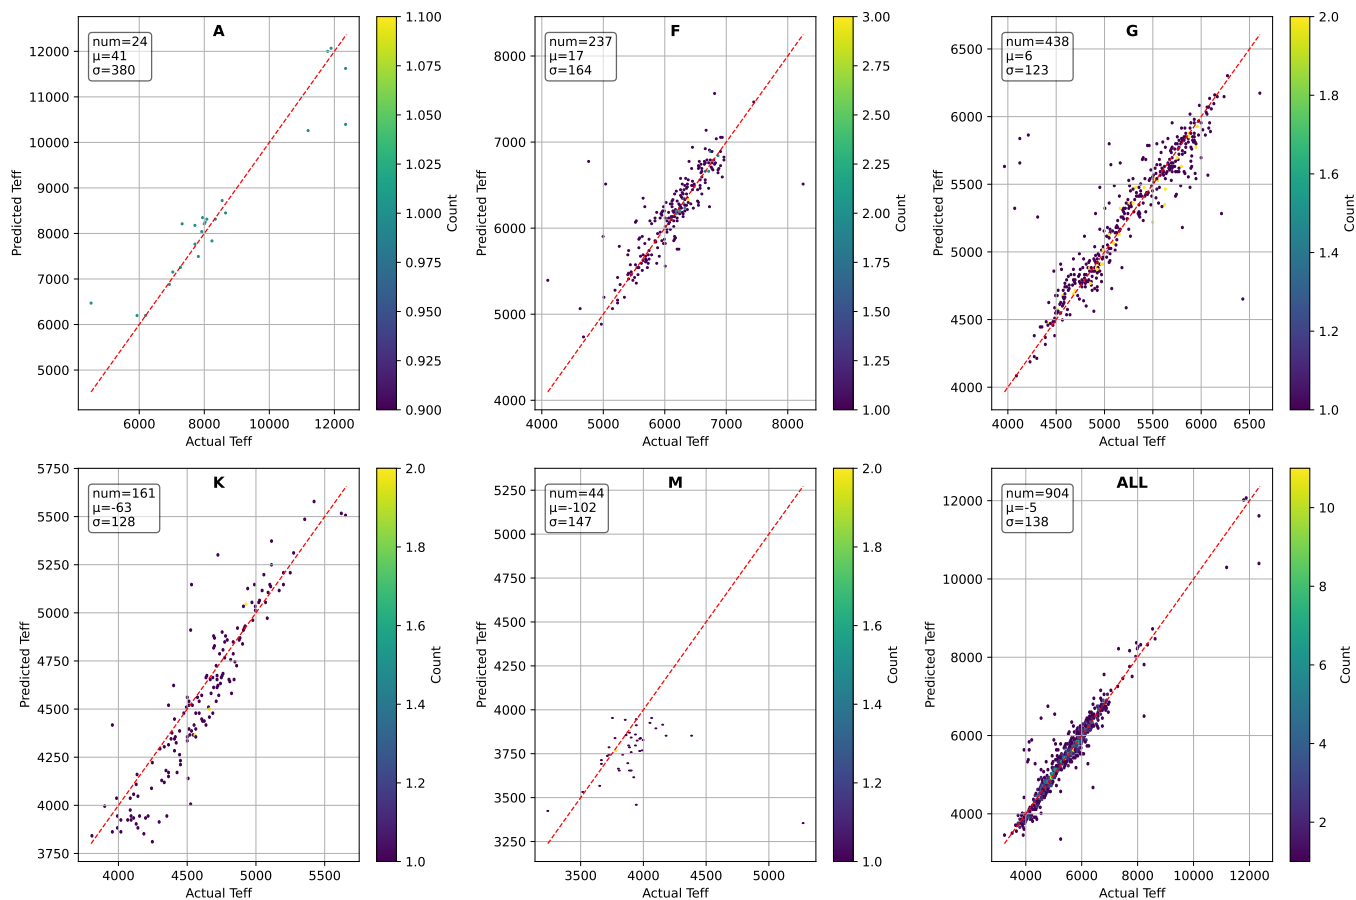 A
num=24
μ=41
σ=380
12000
11000
10000
9000
8000
7000
6000
5000
Predicted Teff
6000 8000 10000 12000
Actual Teff
1.100
1.075
1.050
1.025
1.000
0.975
0.950
0.925
0.900
Count
F
num=237
μ=17
σ=164
8000
7000
6000
5000
4000
Predicted Teff
4000 5000 6000 7000 8000
Actual Teff
3.00
2.75
2.50
2.25
2.00
1.75
1.50
1.25
1.00
Count
G
num=438
μ=6
σ=123
6500
6000
5500
5000
4500
4000
Predicted Teff
4000 4500 5000 5500 6000 6500
Actual Teff
2.0
1.8
1.6
1.4
1.2
1.0
Count
K
num=161
μ=-63
σ=128
5750
5500
5250
5000
4750
4500
4250
4000
3750
Predicted Teff
4000 4500 5000 5500
Actual Teff
2.0
1.8
1.6
1.4
1.2
1.0
Count
M
num=44
μ=-102
σ=147
5250
5000
4750
4500
4250
4000
3750
3500
3250
Predicted Teff
3500 4000 4500 5000
Actual Teff
2.0
1.8
1.6
1.4
1.2
1.0
Count
ALL
num=904
μ=-5
σ=138
12000
10000
8000
6000
4000
Predicted Teff
4000 6000 8000 10000 12000
Actual Teff
10
8
6
4
2
Count